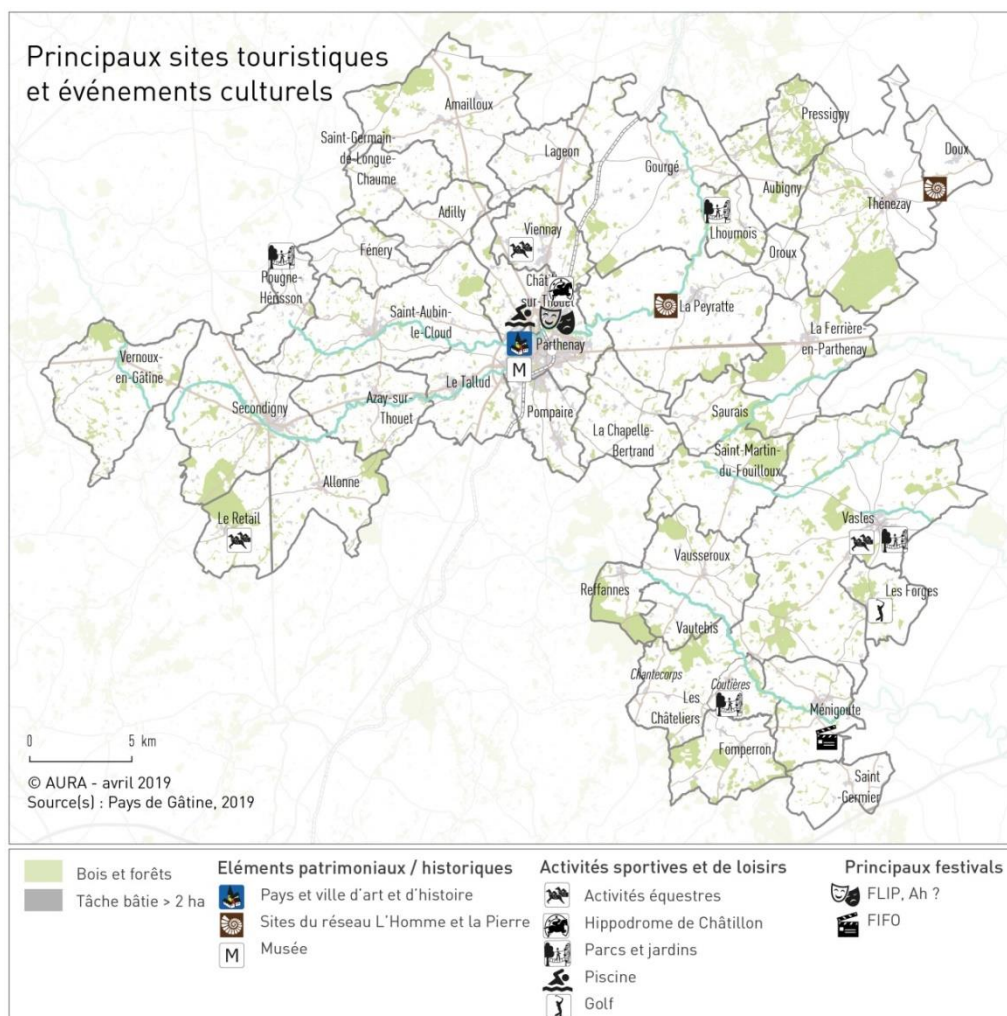 Principaux sites touristiques
et événements culturels
Amailloux
Pressigny
Saint-Germain-
de-Longue-
Chaume
Lageon
Doux
Gourgé
Aubigny
Thénezay
Adilly
Lhoumois
Viennay
Fénery
Oroux
Pougne-
Hérisson
Châtil
sur-Thouet
La Peyratte
Saint-Aubin-
le-Cloud
La Ferrière-
en-Parthenay
Parthenay
M
Vernoux-
en-Gâtine
Le Tallud
Secondigny
Azay-sur-
Thouet
Pompaire
Saurais
La Chapelle-
Bertrand
Saint-Martin-
du-Fouilloux
Allonne
Le Retail
Vasles
Vausseroux
Reffannes
Les Forges
Vautebis
Chantecorps
Coutières
Les
Châteliers
Ménigoute
Fomperron
Saint
-Germier
0 5 km
© AURA - avril 2019
Source(s) : Pays de Gâtine, 2019
Bois et forêts
Tâche bâtie > 2 ha
Eléments patrimoniaux / historiques
Pays et ville d'art et d'histoire
Sites du réseau L'Homme et la Pierre
M Musée
Activités sportives et de loisirs
Activités équestres
Hippodrome de Châtillon
Parcs et jardins
Piscine
Golf
Principaux festivals
FLIP, Ah ?
FIFO